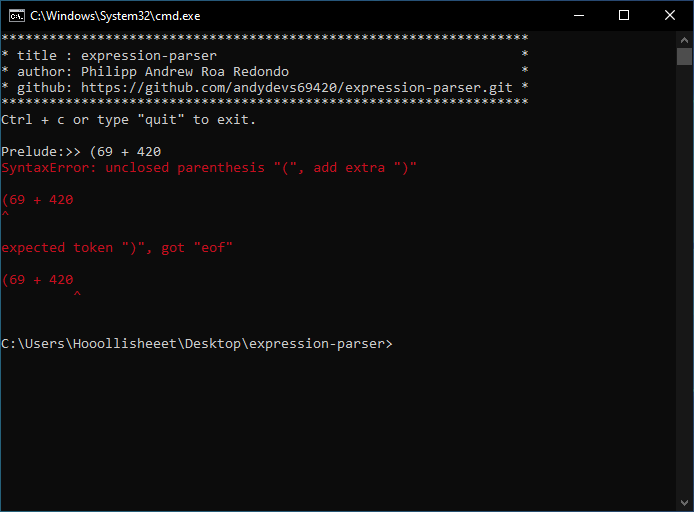 C:\Windows\System32\cmd.exe
******************************************************************
* title : expression-parser                                      *
* author: Philipp Andrew Roa Redondo                             *
* github: https://github.com/andydevs69420/expression-parser.git *
******************************************************************
Ctrl + c or type "quit" to exit.
Prelude:>> (69 + 420
SyntaxError: unclosed parenthesis "(", add extra ")"
(69 + 420
^
expected token ")", got "eof"
(69 + 420
         ^
C:\Users\Hooollisheeet\Desktop\expression-parser>